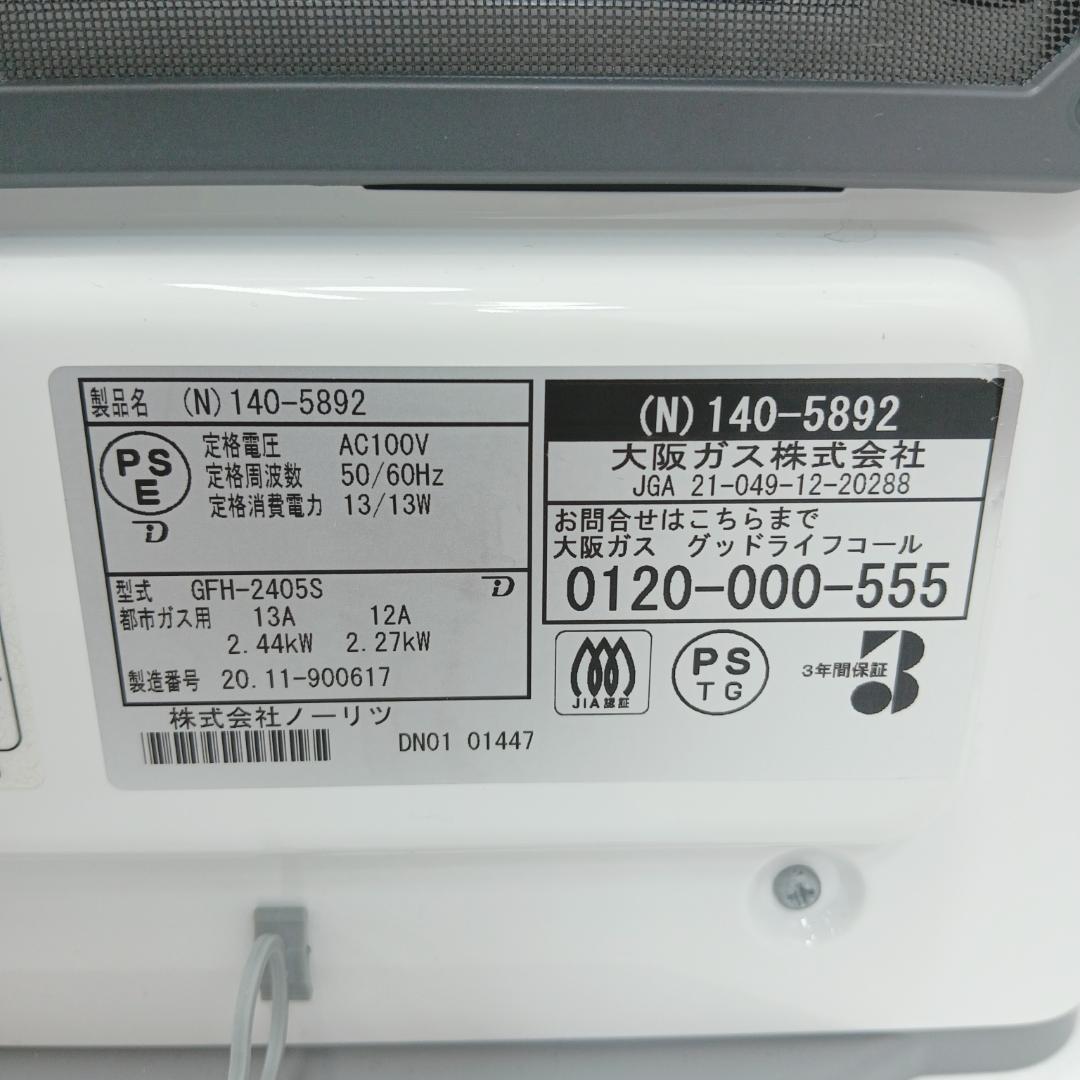 製品名 (N)140-5892
PS
E
定格電圧 AC100V
定格周波数 50/60Hz
定格消費電力 13/13W
型式 GFH-2405S
都市ガス用 13A 12A
2.44kW 2.27kW
製造番号 20.11-900617
株式会社ノーリツ
DN01 01447
(N)140-5892
大阪ガス株式会社
JGA 21-049-12-20288
お問合せはこちらまで
大阪ガス グッドライフコール
0120-000-555
JIA認証
PS
TG
3年間保証
3